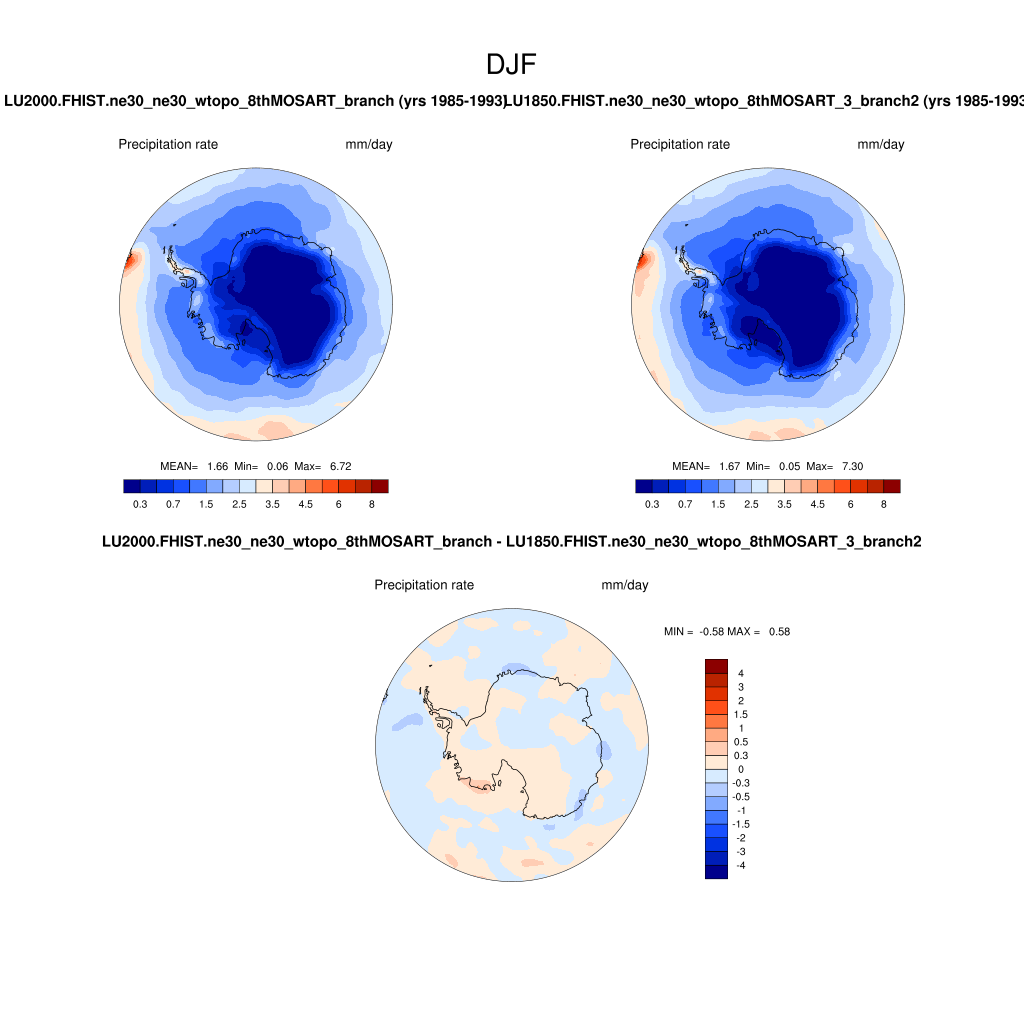 DJF
LU2000.FHIST.ne30_ne30_wtopo_8thMOSART_branch (yrs 1985-1993)
LU1850.FHIST.ne30_ne30_wtopo_8thMOSART_3_branch2 (yrs 1985-1993
Precipitation rate mm/day
Precipitation rate mm/day
MEAN= 1.66 Min= 0.06 Max= 6.72
MEAN= 1.67 Min= 0.05 Max= 7.30
0.3 0.7 1.5 2.5 3.5 4.5 6 8
0.3 0.7 1.5 2.5 3.5 4.5 6 8
LU2000.FHIST.ne30_ne30_wtopo_8thMOSART_branch - LU1850.FHIST.ne30_ne30_wtopo_8thMOSART_3_branch2
Precipitation rate mm/day
MIN = -0.58 MAX = 0.58
4
3
2
1.5
1
0.5
0.3
0
-0.3
-0.5
-1
-1.5
-2
-3
-4